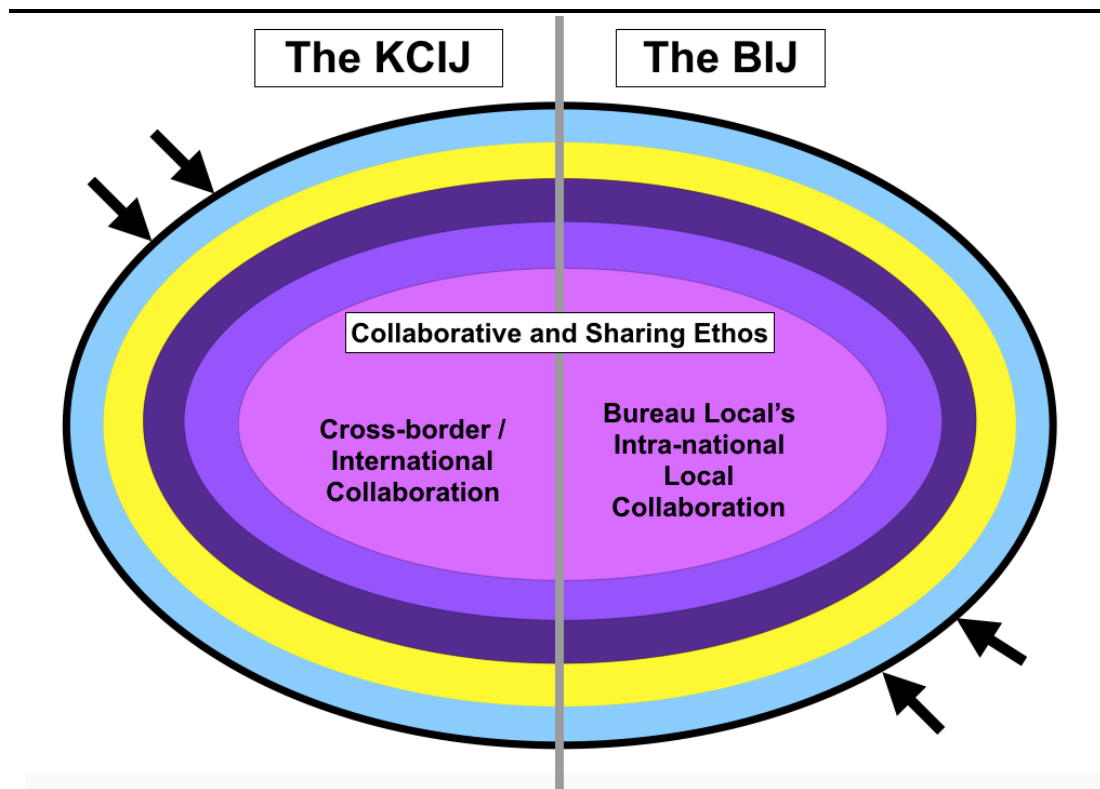 The KCIJ
The BIJ
Collaborative and Sharing Ethos
Cross-border /
International
Collaboration
Bureau Local’s
Intra-national
Local
Collaboration